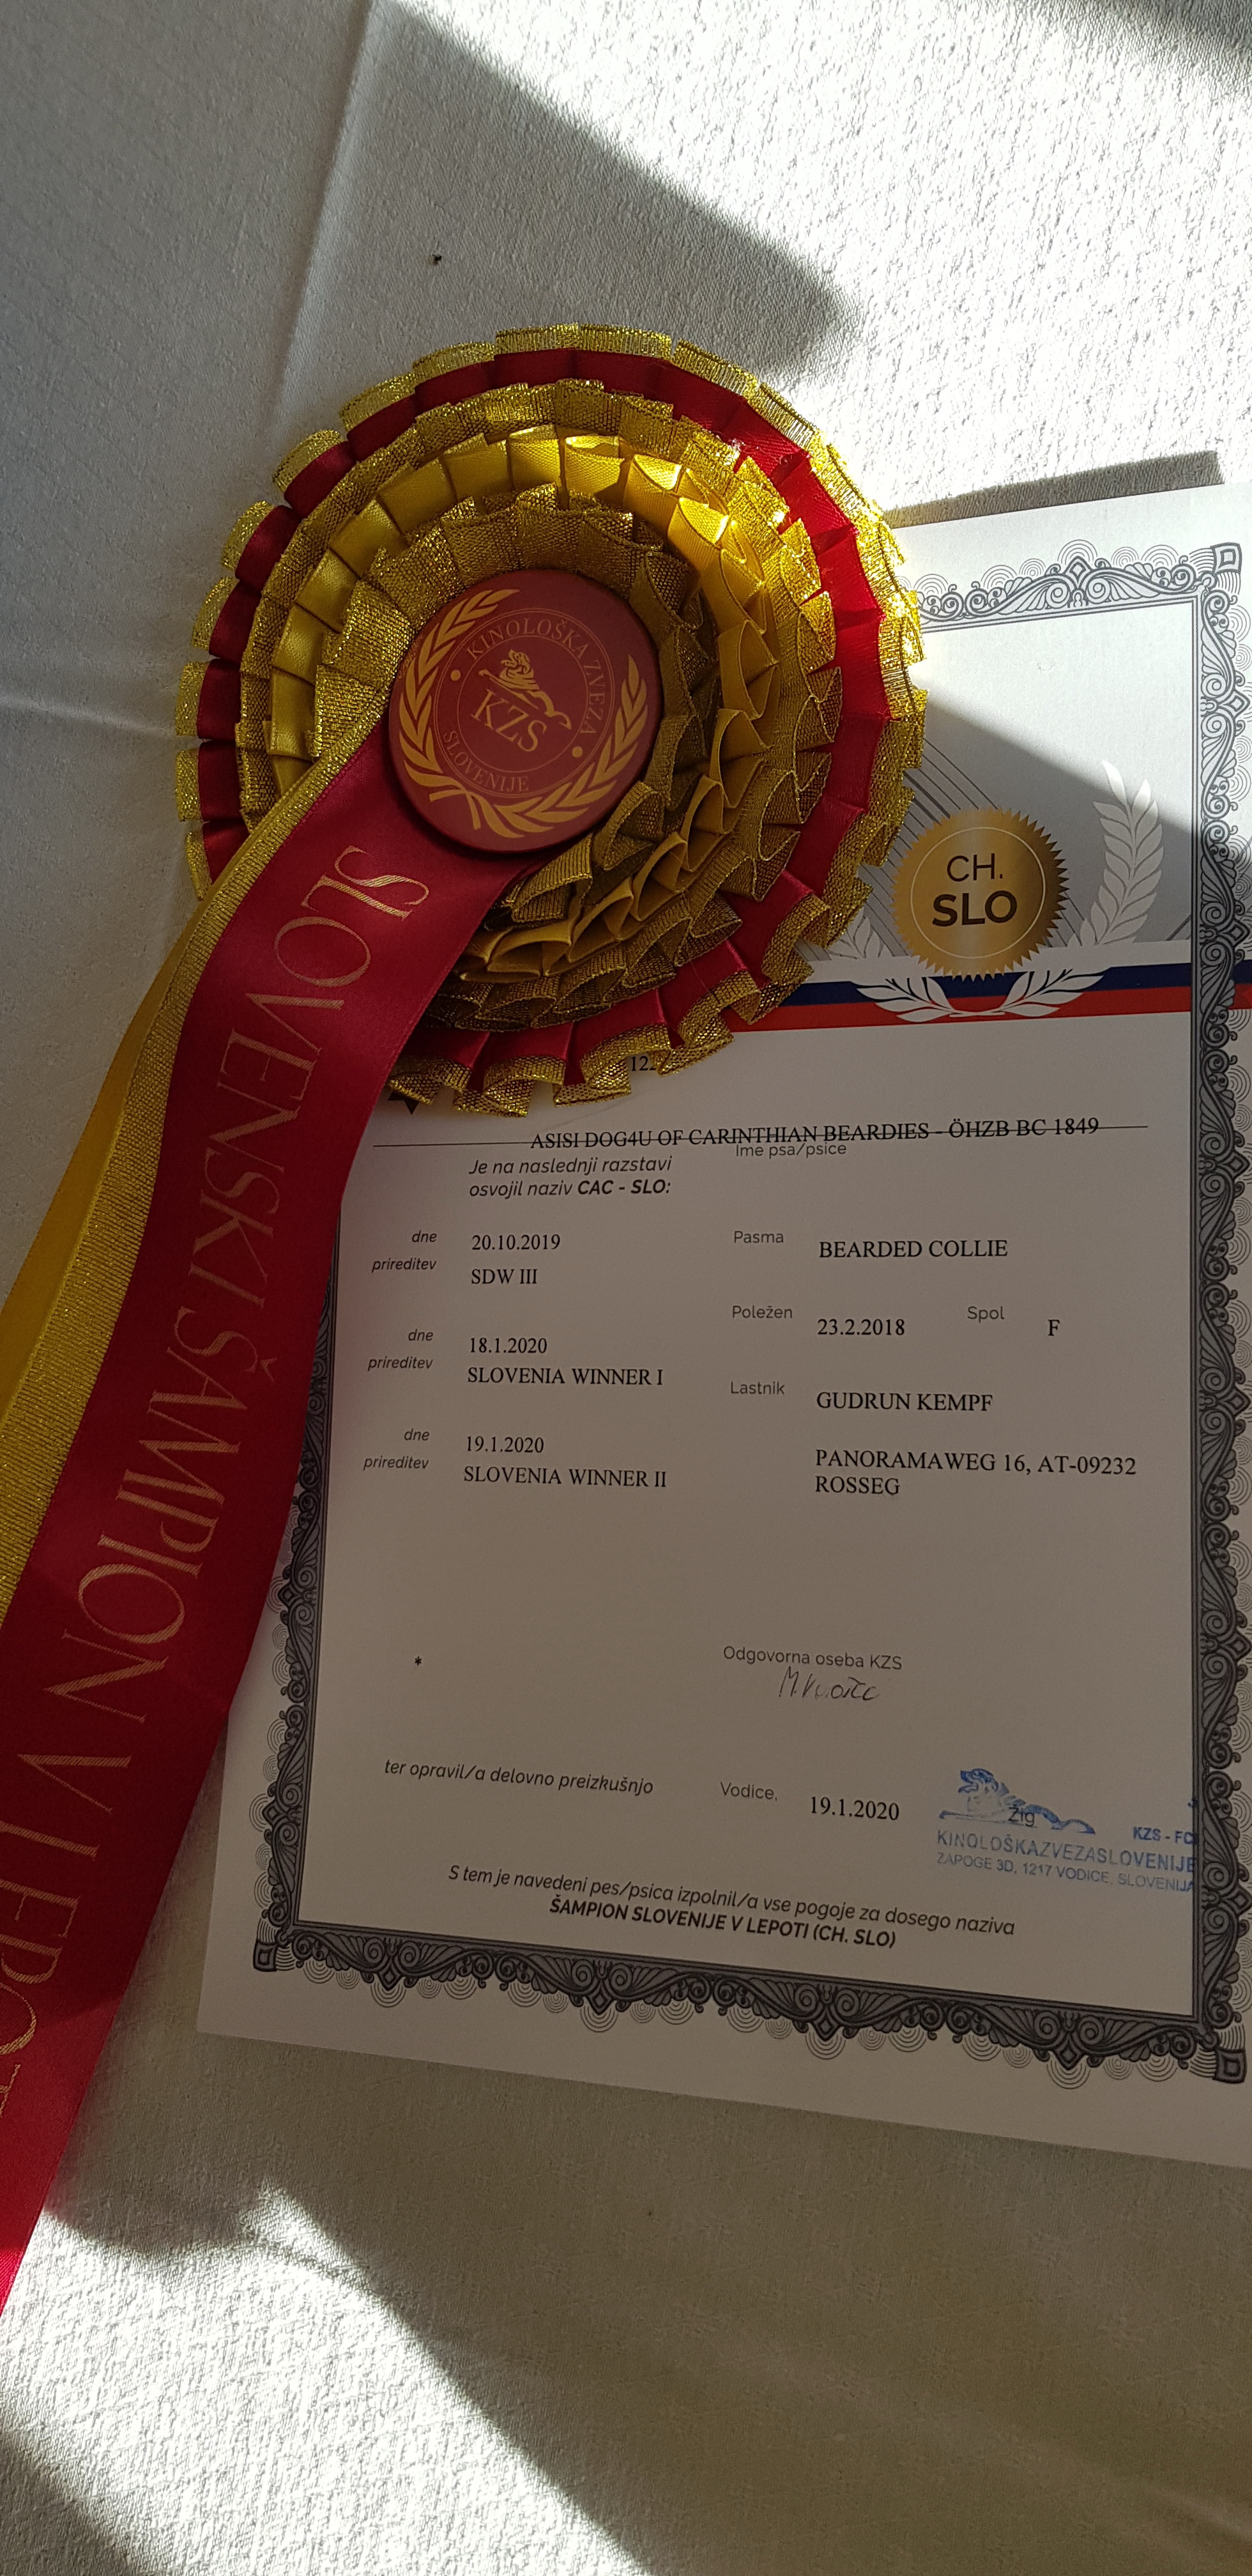 KINOLOŠKA ZVEZA
KZS
SLOVENIJE
SLOVENSKI ŠAMPION V LEPOT
CH.
SLO
122
ASISI DOG4U OF CARINTHIAN BEARDIES - ÖHZB BC 1849
Ime psa/psice
Je na naslednji razstavi
osvojil naziv CAC - SLO:
dne 20.10.2019
prireditev SDW III
dne 18.1.2020
prireditev SLOVENIA WINNER I
dne 19.1.2020
prireditev SLOVENIA WINNER II
Pasma BEARDED COLLIE
Poležen 23.2.2018 Spol F
Lastnik GUDRUN KEMPF
PANORAMAWEG 16, AT-09232
ROSSEG
*
Odgovorna oseba KZS
ter opravil/a delovno preizkušnjo
Vodice, 19.1.2020
Žig
KZS - FCI
KINOLOŠKAZVEZASLOVENIJE
ZAPOGE 3D, 1217 VODICE, SLOVENIJA
S tem je navedeni pes/psica izpolnil/a vse pogoje za dosego naziva
ŠAMPION SLOVENIJE V LEPOTI (CH. SLO)